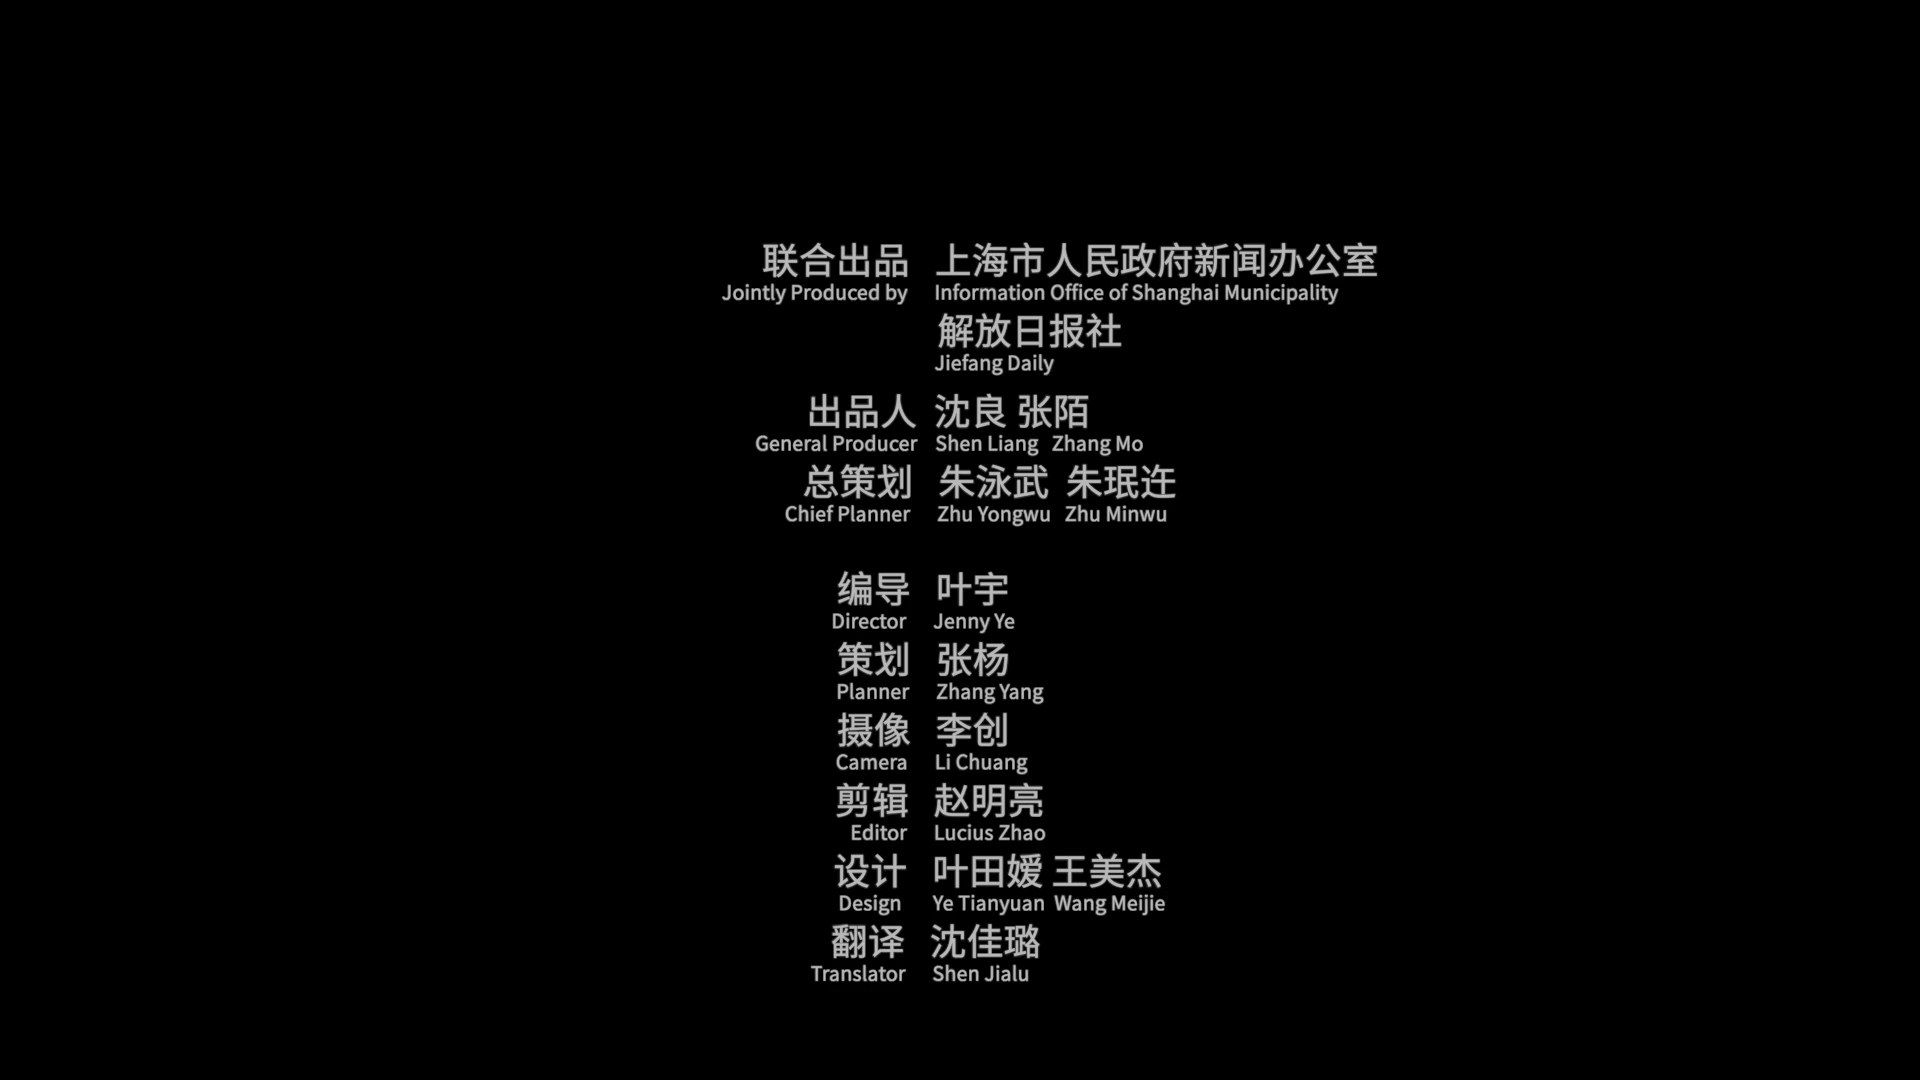 联合出品 上海市人民政府新闻办公室
Jointly Produced by Information Office of Shanghai Municipality
解放日报社
Jiefang Daily
出品人 沈良 张陌
General Producer Shen Liang Zhang Mo
总策划 朱泳武 朱珉迕
Chief Planner Zhu Yongwu Zhu Minwu
编导 叶宇
Director Jenny Ye
策划 张杨
Planner Zhang Yang
摄像 李创
Camera Li Chuang
剪辑 赵明亮
Editor Lucius Zhao
设计 叶田媛 王美杰
Design Ye Tianyuan Wang Meijie
翻译 沈佳璐
Translator Shen Jialu